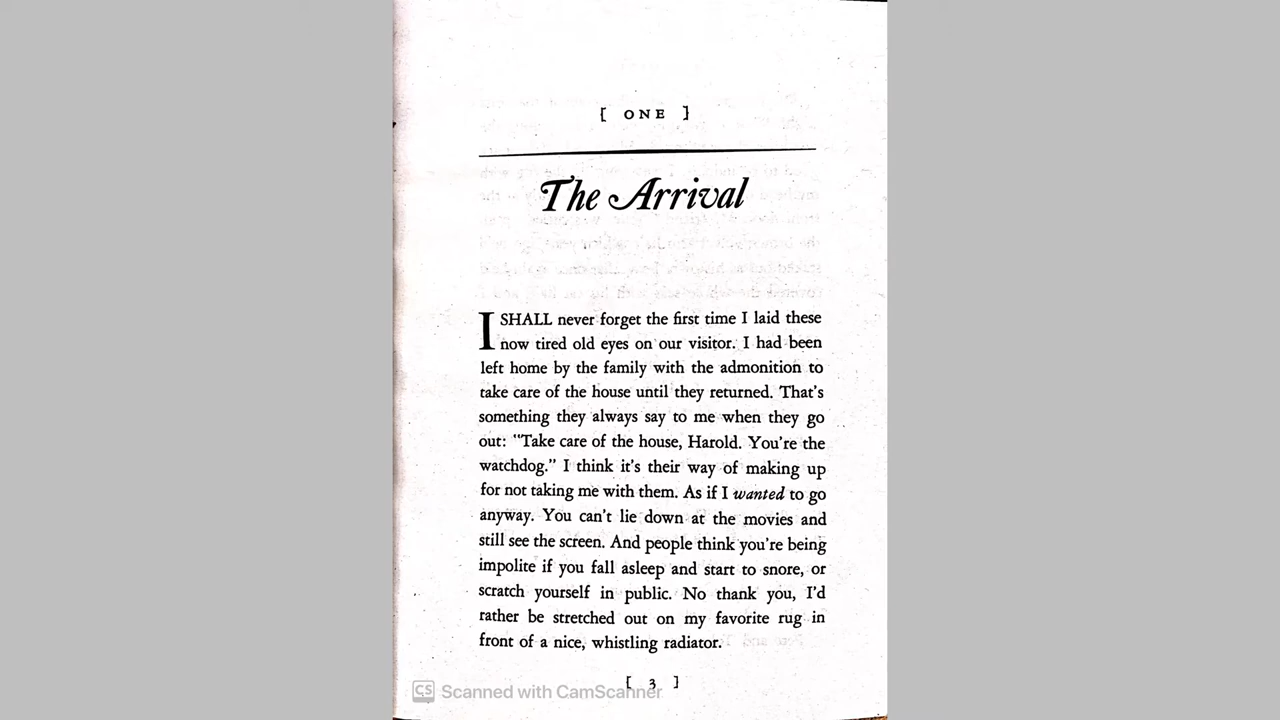 [ ONE ]
The Arrival
I SHALL never forget the first time I laid these
now tired old eyes on our visitor. I had been
left home by the family with the admonition to
take care of the house until they returned. That's
something they always say to me when they go
out: "Take care of the house, Harold. You're the
watchdog." I think it's their way of making up
for not taking me with them. As if I wanted to go
anyway. You can't lie down at the movies and
still see the screen. And people think you're being
impolite if you fall asleep and start to snore, or
scratch yourself in public. No thank you, I'd
rather be stretched out on my favorite rug in
front of a nice, whistling radiator.
[ 3 ]
CS Scanned with CamScanner